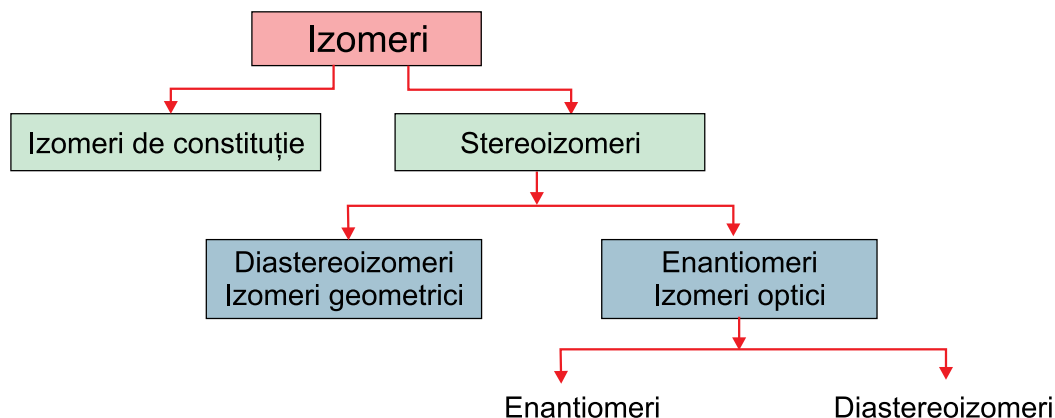 Izomeri
Izomeri de constituție
Stereoizomeri
Diastereoizomeri
Izomeri geometrici
Enantiomeri
Izomeri optici
Enantiomeri
Diastereoizomeri